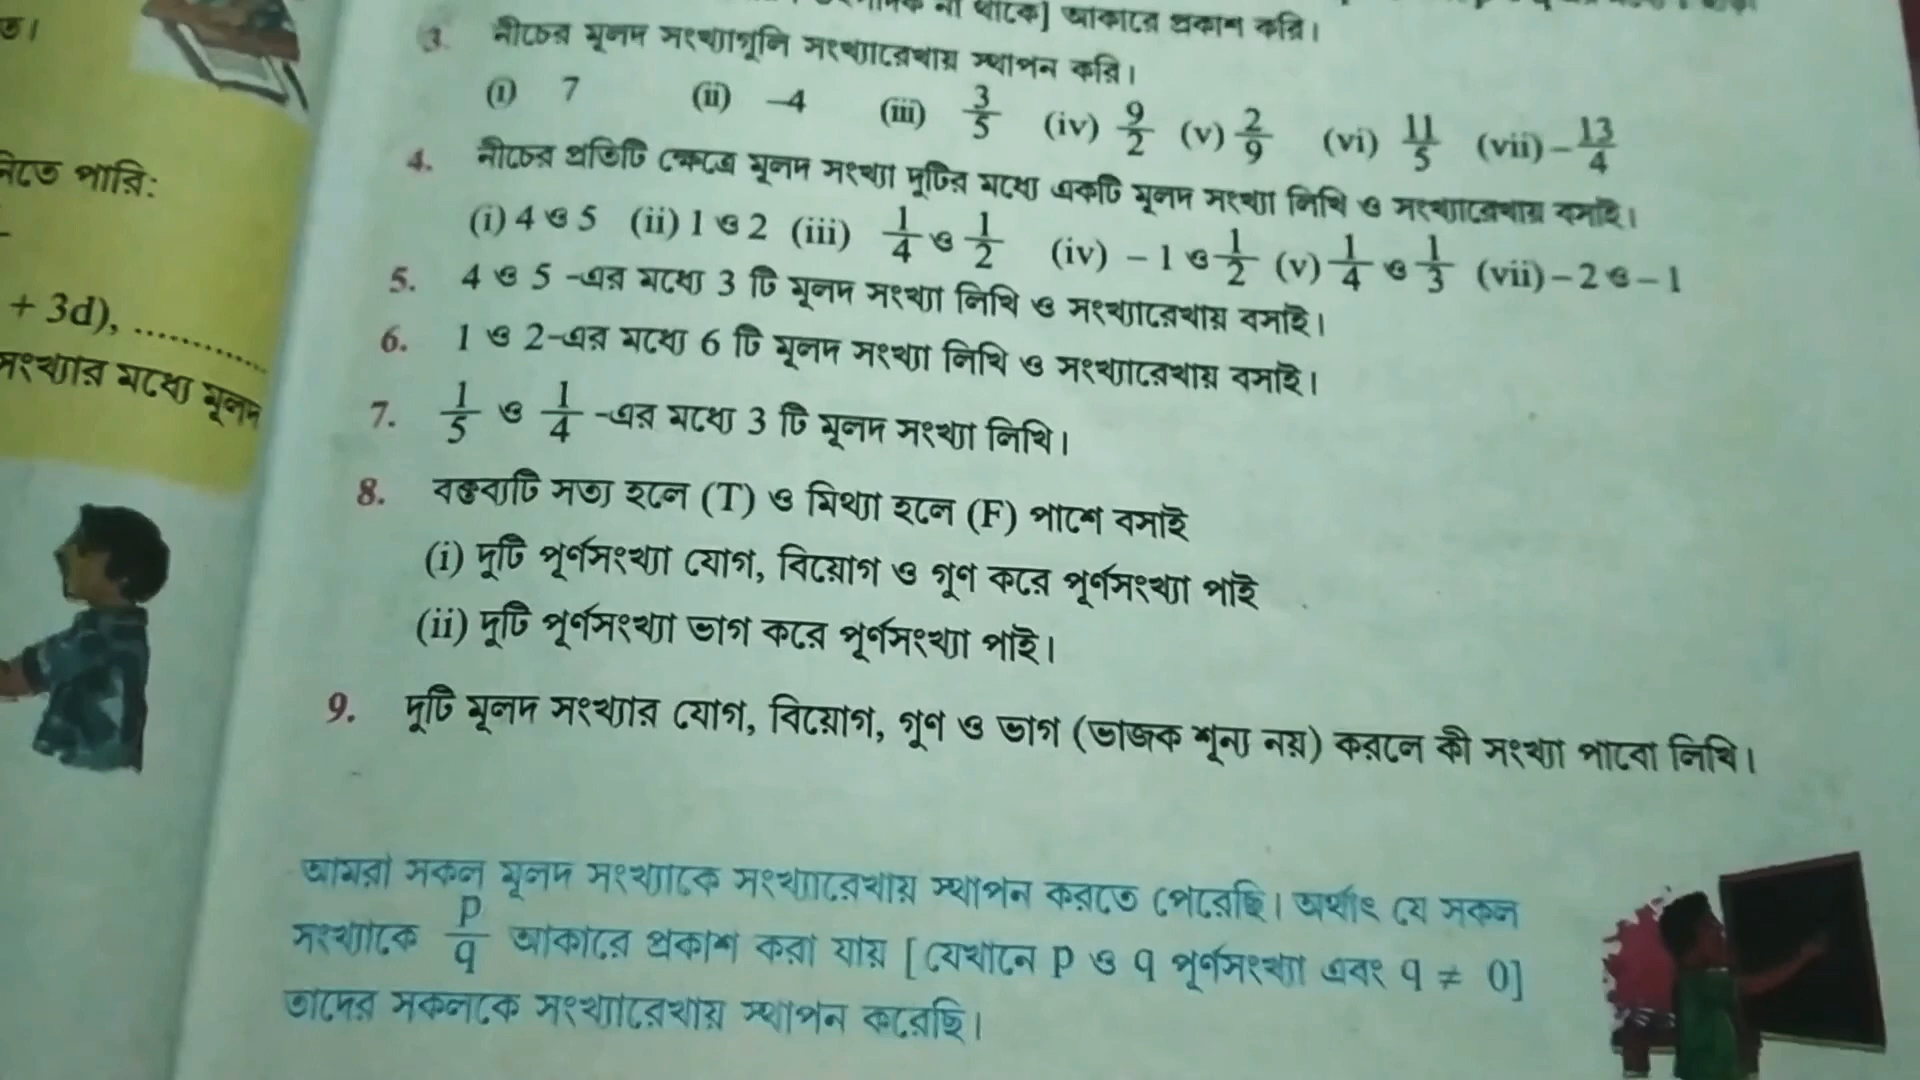 ত।
নিতে পারি:
+ 3d), ..............
সংখ্যার মধ্যে মূলদ
না থাকে] আকারে প্রকাশ করি।
3. নীচের মূলদ সংখ্যাগুলি সংখ্যারেখায় স্থাপন করি।
(i) 7 (ii) –4 (iii) 3/5 (iv) 9/2 (v) 2/9 (vi) 11/5 (vii) – 13/4
4. নীচের প্রতিটি ক্ষেত্রে মূলদ সংখ্যা দুটির মধ্যে একটি মূলদ সংখ্যা লিখি ও সংখ্যারেখায় বসাই।
(i) 4 ও 5 (ii) 1 ও 2 (iii) 1/4 ও 1/2 (iv) – 1 ও 1/2 (v) 1/4 ও 1/3 (vii) – 2 ও – 1
5. 4 ও 5 -এর মধ্যে 3 টি মূলদ সংখ্যা লিখি ও সংখ্যারেখায় বসাই।
6. 1 ও 2-এর মধ্যে 6 টি মূলদ সংখ্যা লিখি ও সংখ্যারেখায় বসাই।
7. 1/5 ও 1/4 -এর মধ্যে 3 টি মূলদ সংখ্যা লিখি।
8. বক্তব্যটি সত্য হলে (T) ও মিথ্যা হলে (F) পাশে বসাই
(i) দুটি পূর্ণসংখ্যা যোগ, বিয়োগ ও গুণ করে পূর্ণসংখ্যা পাই
(ii) দুটি পূর্ণসংখ্যা ভাগ করে পূর্ণসংখ্যা পাই।
9. দুটি মূলদ সংখ্যার যোগ, বিয়োগ, গুণ ও ভাগ (ভাজক শূন্য নয়) করলে কী সংখ্যা পাবো লিখি।
আমরা সকল মূলদ সংখ্যাকে সংখ্যারেখায় স্থাপন করতে পেরেছি। অর্থাৎ যে সকল
সংখ্যাকে p/q আকারে প্রকাশ করা যায় [যেখানে p ও q পূর্ণসংখ্যা এবং q ≠ 0]
তাদের সকলকে সংখ্যারেখায় স্থাপন করেছি।